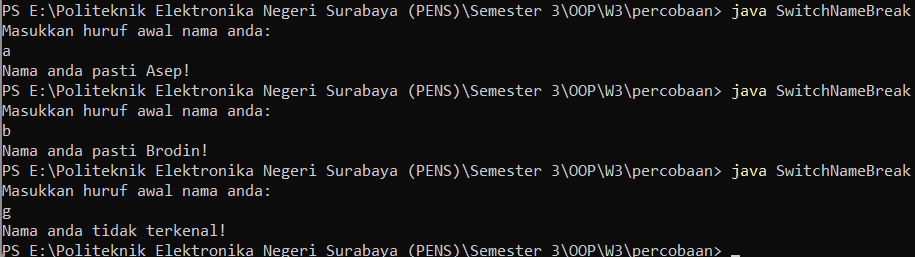 PS E:\Politeknik Elektronika Negeri Surabaya (PENS)\Semester 3\OOP\W3\percobaan> java SwitchNameBreak
Masukkan huruf awal nama anda:
a
Nama anda pasti Asep!
PS E:\Politeknik Elektronika Negeri Surabaya (PENS)\Semester 3\OOP\W3\percobaan> java SwitchNameBreak
Masukkan huruf awal nama anda:
b
Nama anda pasti Brodin!
PS E:\Politeknik Elektronika Negeri Surabaya (PENS)\Semester 3\OOP\W3\percobaan> java SwitchNameBreak
Masukkan huruf awal nama anda:
g
Nama anda tidak terkenal!
PS E:\Politeknik Elektronika Negeri Surabaya (PENS)\Semester 3\OOP\W3\percobaan>